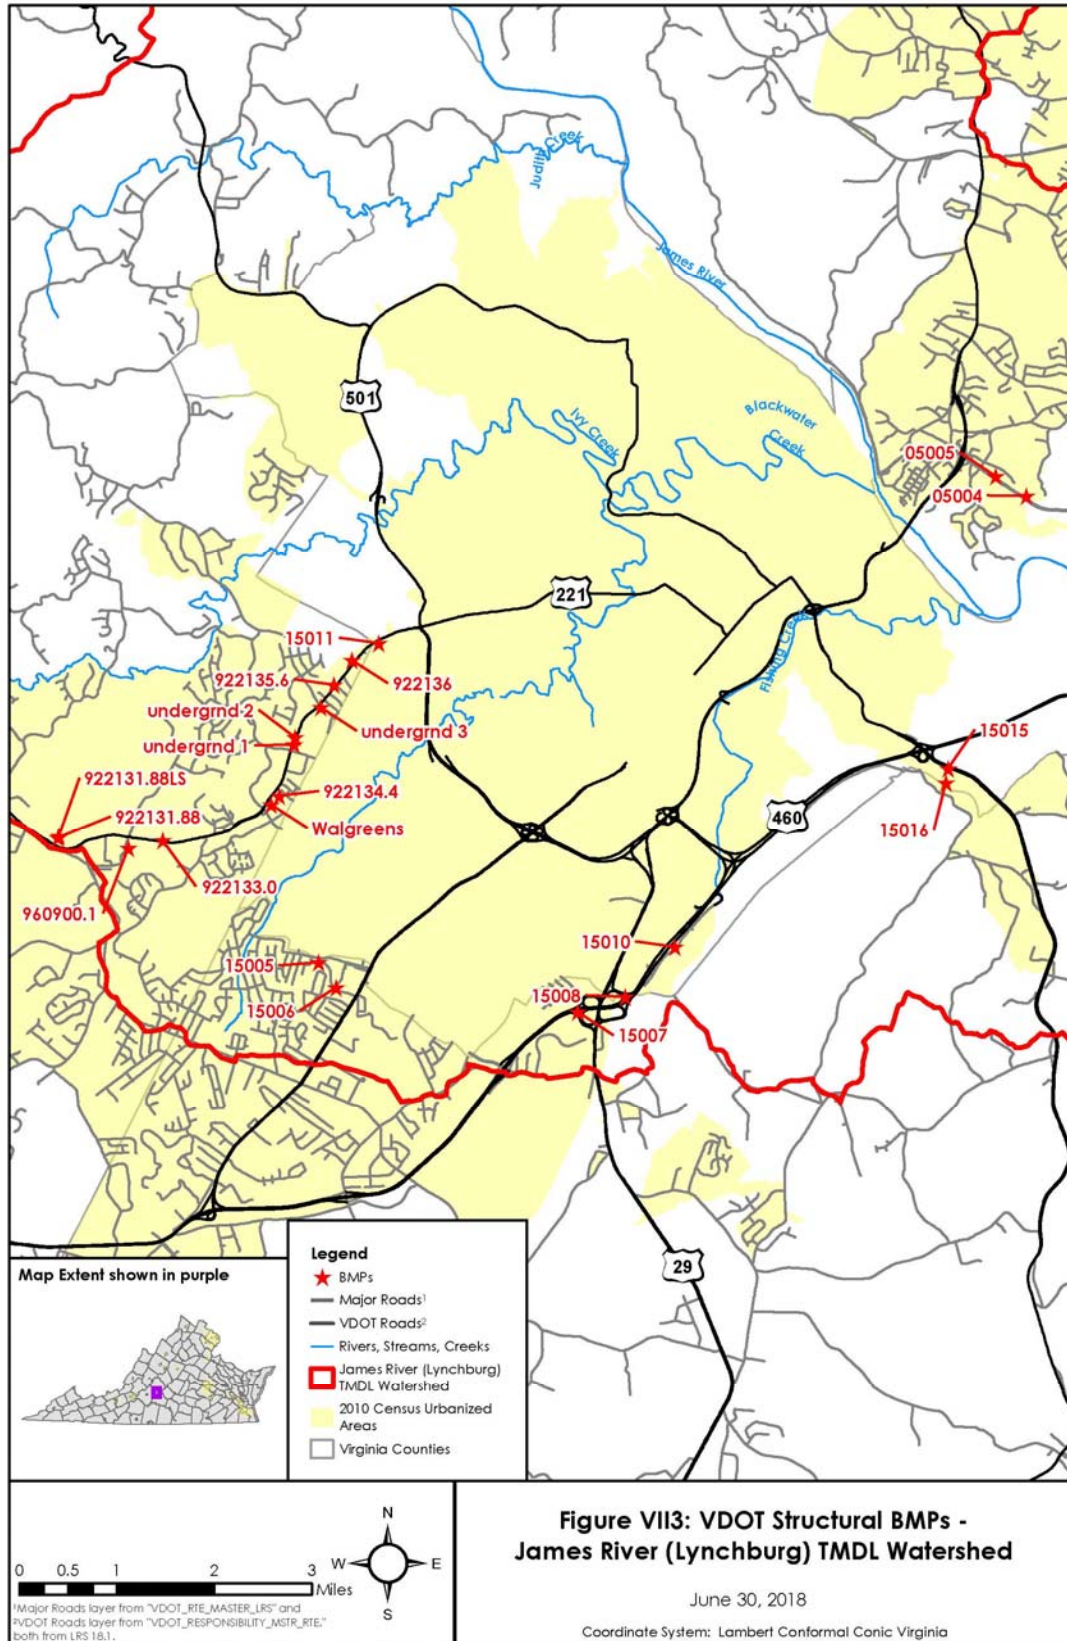 Judith Creek
James River
501
Ivy Creek
Blackwater
Creek
05005
05004
221
15011
922135.6
922136
undergrnd 2
undergrnd 1
undergrnd 3
Fishing Creek
15015
922131.88LS
922134.4
922131.88
Walgreens
460
15016
922133.0
960900.1
15010
15005
15006
15008
15007
29
Map Extent shown in purple
Legend
BMPs
Major Roads¹
VDOT Roads²
Rivers, Streams, Creeks
James River (Lynchburg)
TMDL Watershed
2010 Census Urbanized
Areas
Virginia Counties
N
W E
S
0 0.5 1 2 3
Miles
¹Major Roads layer from "VDOT_RTE_MASTER_LRS" and
²VDOT Roads layer from "VDOT_RESPONSIBILITY_MSTR_RTE,"
both from LRS 18.1.
Figure VII3: VDOT Structural BMPs -
James River (Lynchburg) TMDL Watershed
June 30, 2018
Coordinate System: Lambert Conformal Conic Virginia